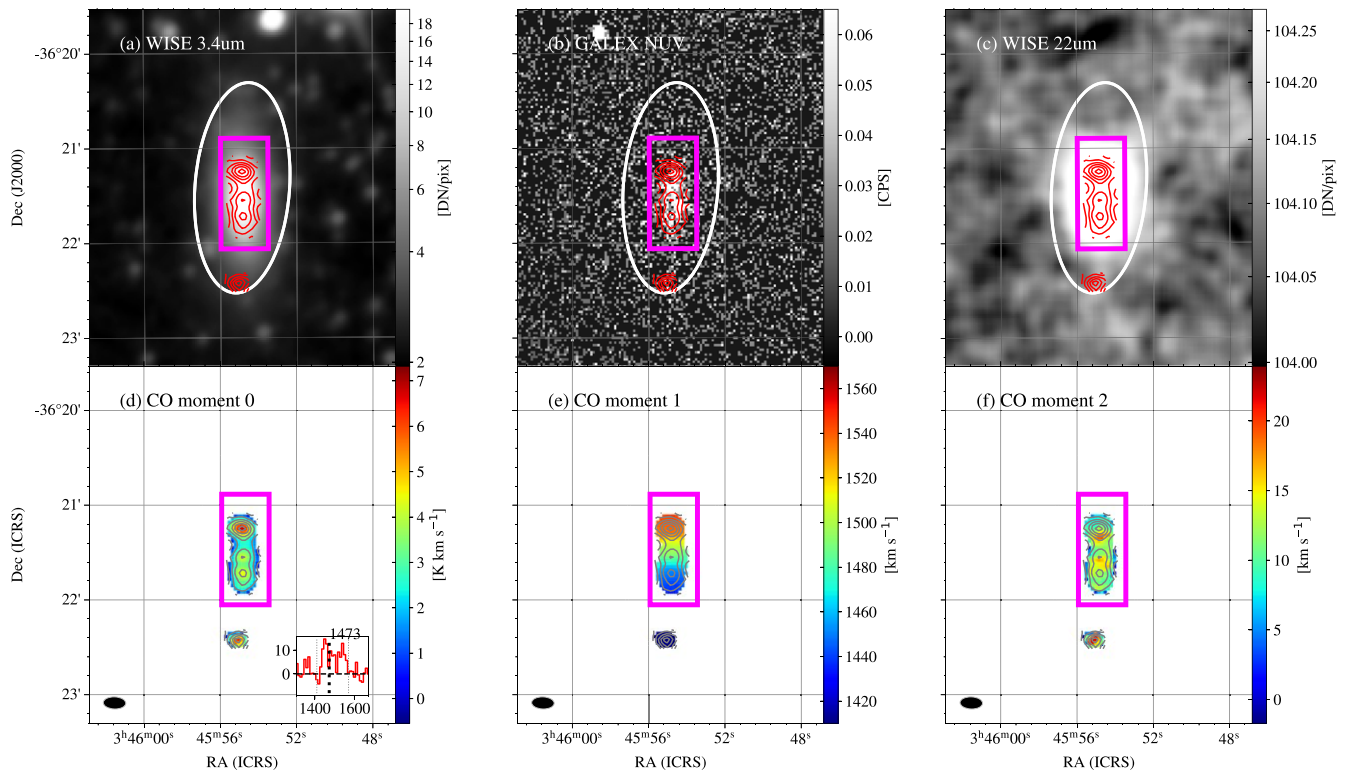 (a) WISE 3.4um
(b) GALEX NUV
(c) WISE 22um
-36°20'
21'
22'
23'
Dec (J2000)
18
16
14
12
10
8
6
4
2
[DN/pix]
0.06
0.05
0.04
0.03
0.02
0.01
0.00
[CPS]
104.25
104.20
104.15
104.10
104.05
104.00
[DN/pix]
(d) CO moment 0
(e) CO moment 1
(f) CO moment 2
-36°20'
21'
22'
23'
Dec (ICRS)
7
6
5
4
3
2
1
0
[K km s⁻¹]
1473
10
0
1400
1600
1560
1540
1520
1500
1480
1460
1440
1420
[km s⁻¹]
20
15
10
5
0
[km s⁻¹]
3ʰ46ᵐ00ˢ 45ᵐ56ˢ 52 48
3ʰ46ᵐ00ˢ 45ᵐ56ˢ 52 48
3ʰ46ᵐ00ˢ 45ᵐ56ˢ 52 48
RA (ICRS)
RA (ICRS)
RA (ICRS)